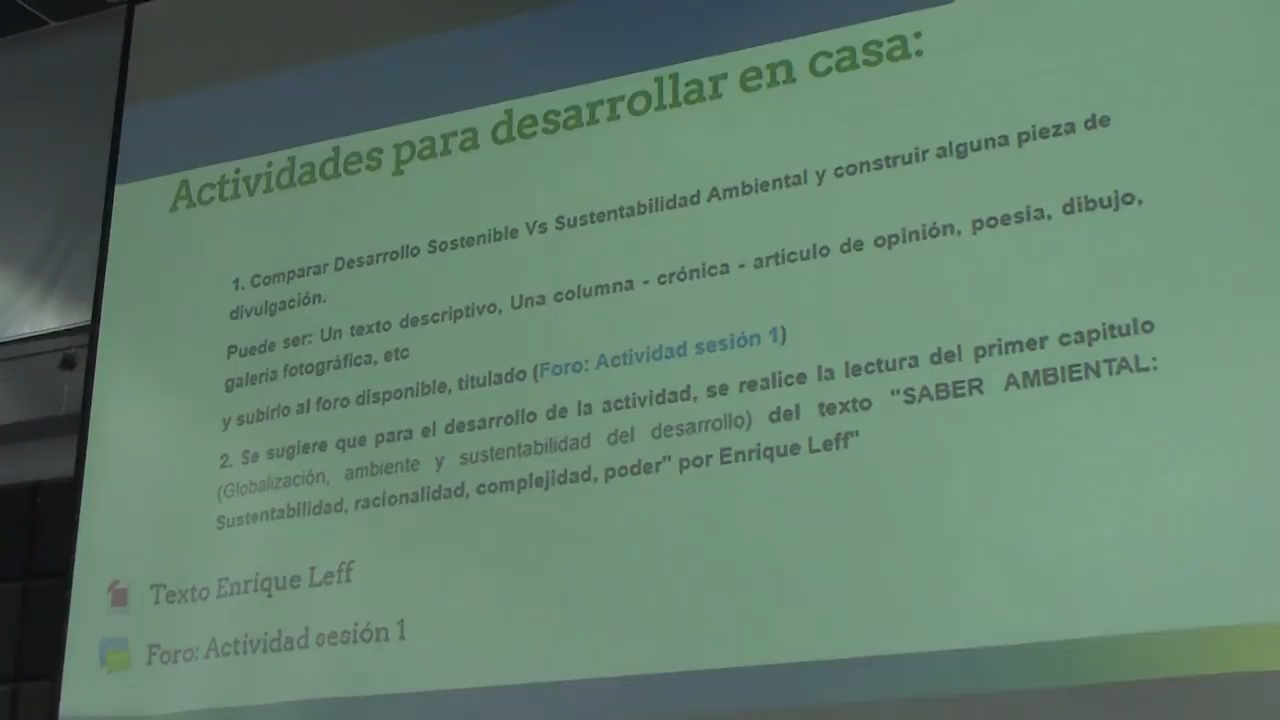 Actividades para desarrollar en casa:
1. Comparar Desarrollo Sostenible Vs Sustentabilidad Ambiental y construir alguna pieza de
divulgación.
Puede ser: Un texto descriptivo, Una columna - crónica - artículo de opinión, poesía, dibujo,
galeria fotográfica, etc
y subirlo al foro disponible, titulado (Foro: Actividad sesión 1)
2. Se sugiere que para el desarrollo de la actividad, se realice la lectura del primer capitulo
(Globalización, ambiente y sustentabilidad del desarrollo) del texto "SABER AMBIENTAL:
Sustentabilidad, racionalidad, complejidad, poder" por Enrique Leff"
Texto Enrique Leff
Foro: Actividad sesión 1